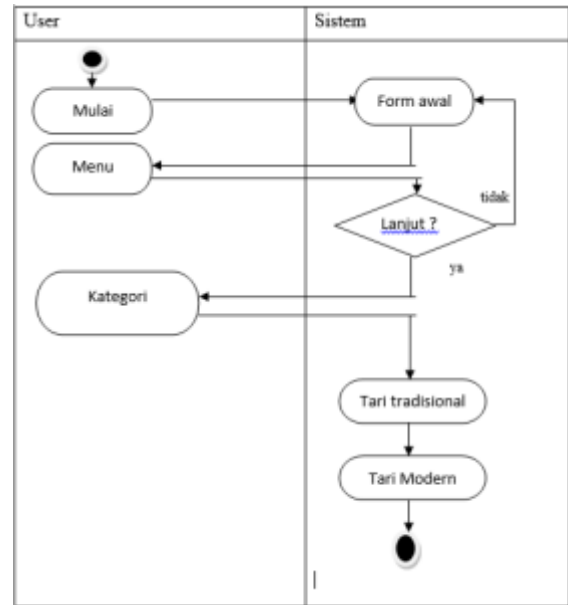 User
Sistem
Mulai
Form awal
Menu
tidak
Lanjut ?
ya
Kategori
Tari tradisional
Tari Modern